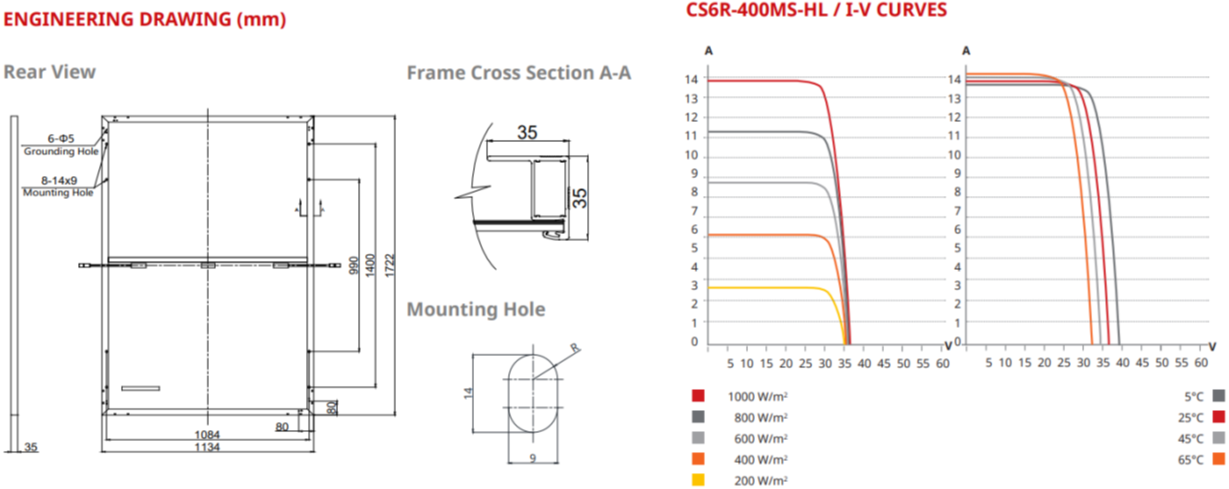 ENGINEERING DRAWING (mm)
Rear View
6-Φ5
Grounding Hole
8-14x9
Mounting Hole
A
A
990
1400
1722
80
80
1084
1134
35
Frame Cross Section A-A
35
35
Mounting Hole
R
14
9
CS6R-400MS-HL / I-V CURVES
A
14
13
12
11
10
9
8
7
6
5
4
3
2
1
0
5 10 15 20 25 30 35 40 45 50 55 60
V
1000 W/m²
800 W/m²
600 W/m²
400 W/m²
200 W/m²
A
14
13
12
11
10
9
8
7
6
5
4
3
2
1
0
5 10 15 20 25 30 35 40 45 50 55 60
V
5°C
25°C
45°C
65°C